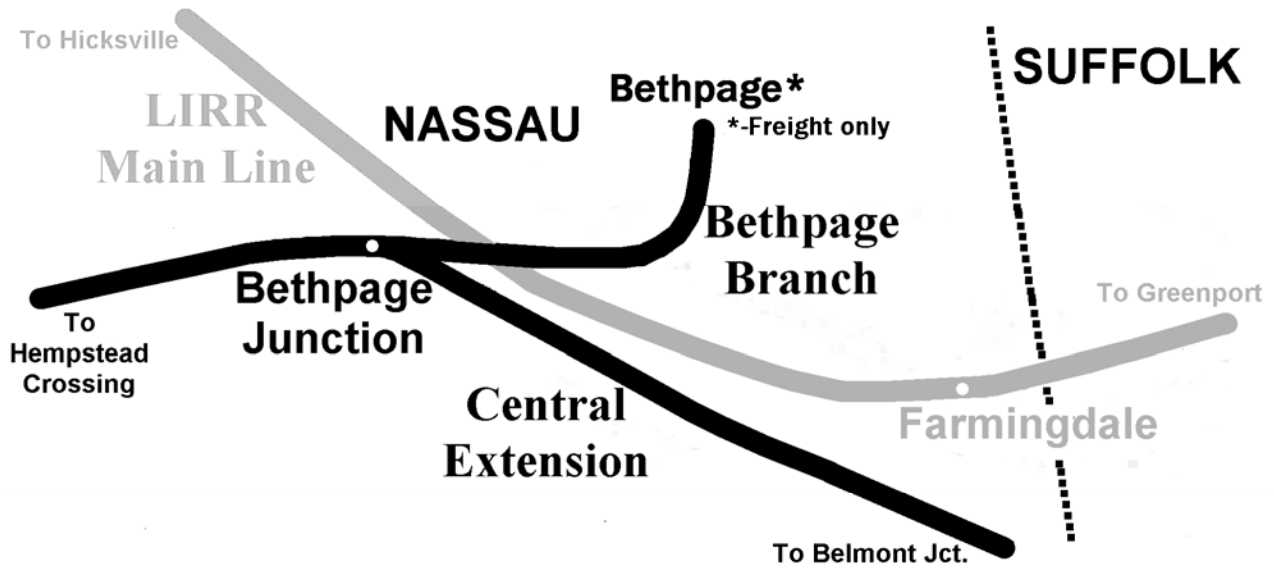 To Hicksville
SUFFOLK
LIRR
Main Line
NASSAU
Bethpage*
*-Freight only
Bethpage
Branch
Bethpage
Junction
To Greenport
To
Hempstead
Crossing
Central
Extension
Farmingdale
To Belmont Jct.